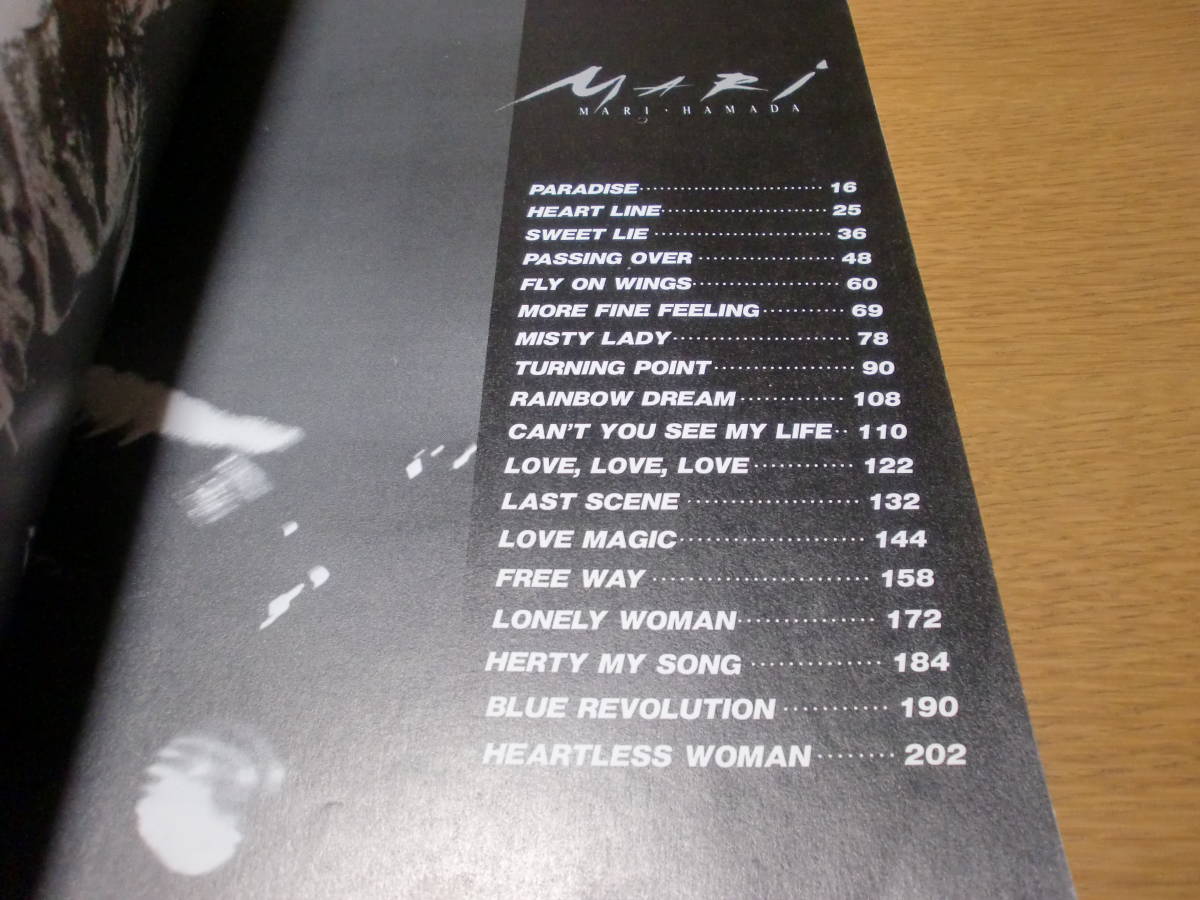 MARI
MARI · HAMADA
PARADISE 16
HEART LINE 25
SWEET LIE 36
PASSING OVER 48
FLY ON WINGS 60
MORE FINE FEELING 69
MISTY LADY 78
TURNING POINT 90
RAINBOW DREAM 108
CAN'T YOU SEE MY LIFE 110
LOVE, LOVE, LOVE 122
LAST SCENE 132
LOVE MAGIC 144
FREE WAY 158
LONELY WOMAN 172
HERTY MY SONG 184
BLUE REVOLUTION 190
HEARTLESS WOMAN 202